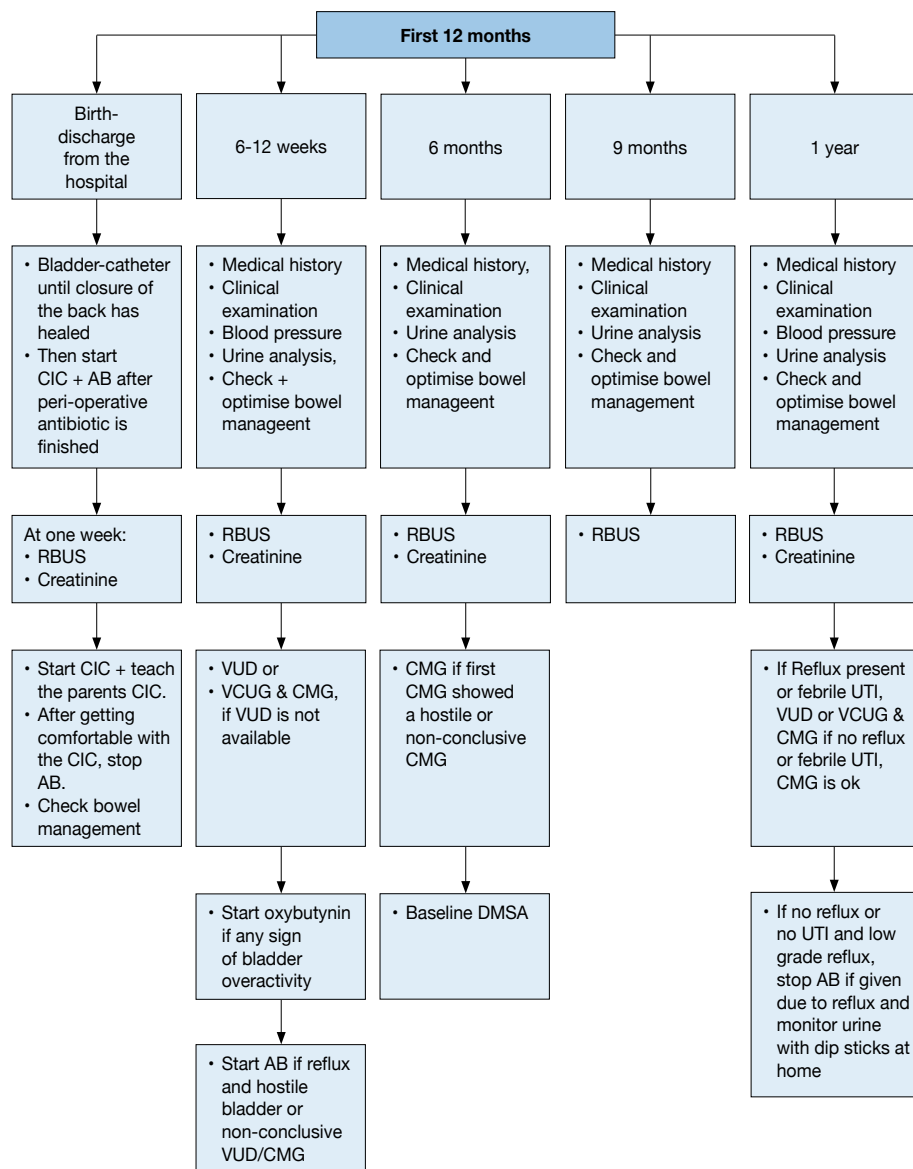 First 12 months
Birth-
discharge
from the
hospital
6-12 weeks
6 months
9 months
1 year
• Bladder-catheter
until closure of
the back has
healed
• Then start
CIC + AB after
peri-operative
antibiotic is
finished
• Medical history
• Clinical
examination
• Blood pressure
• Urine analysis,
• Check +
optimise bowel
manageent
• Medical history,
• Clinical
examination
• Urine analysis
• Check and
optimise bowel
manageent
• Medical history
• Clinical
examination
• Urine analysis
• Check and
optimise bowel
management
• Medical history
• Clinical
examination
• Blood pressure
• Urine analysis
• Check and
optimise bowel
management
At one week:
• RBUS
• Creatinine
• RBUS
• Creatinine
• RBUS
• Creatinine
• RBUS
• RBUS
• Creatinine
• Start CIC + teach
the parents CIC.
• After getting
comfortable with
the CIC, stop
AB.
• Check bowel
management
• VUD or
• VCUG & CMG,
if VUD is not
available
• CMG if first
CMG showed
a hostile or
non-conclusive
CMG
• If Reflux present
or febrile UTI,
VUD or VCUG &
CMG if no reflux
or febrile UTI,
CMG is ok
• Start oxybutynin
if any sign
of bladder
overactivity
• Baseline DMSA
• If no reflux or
no UTI and low
grade reflux,
stop AB if given
due to reflux and
monitor urine
with dip sticks at
home
• Start AB if reflux
and hostile
bladder or
non-conclusive
VUD/CMG